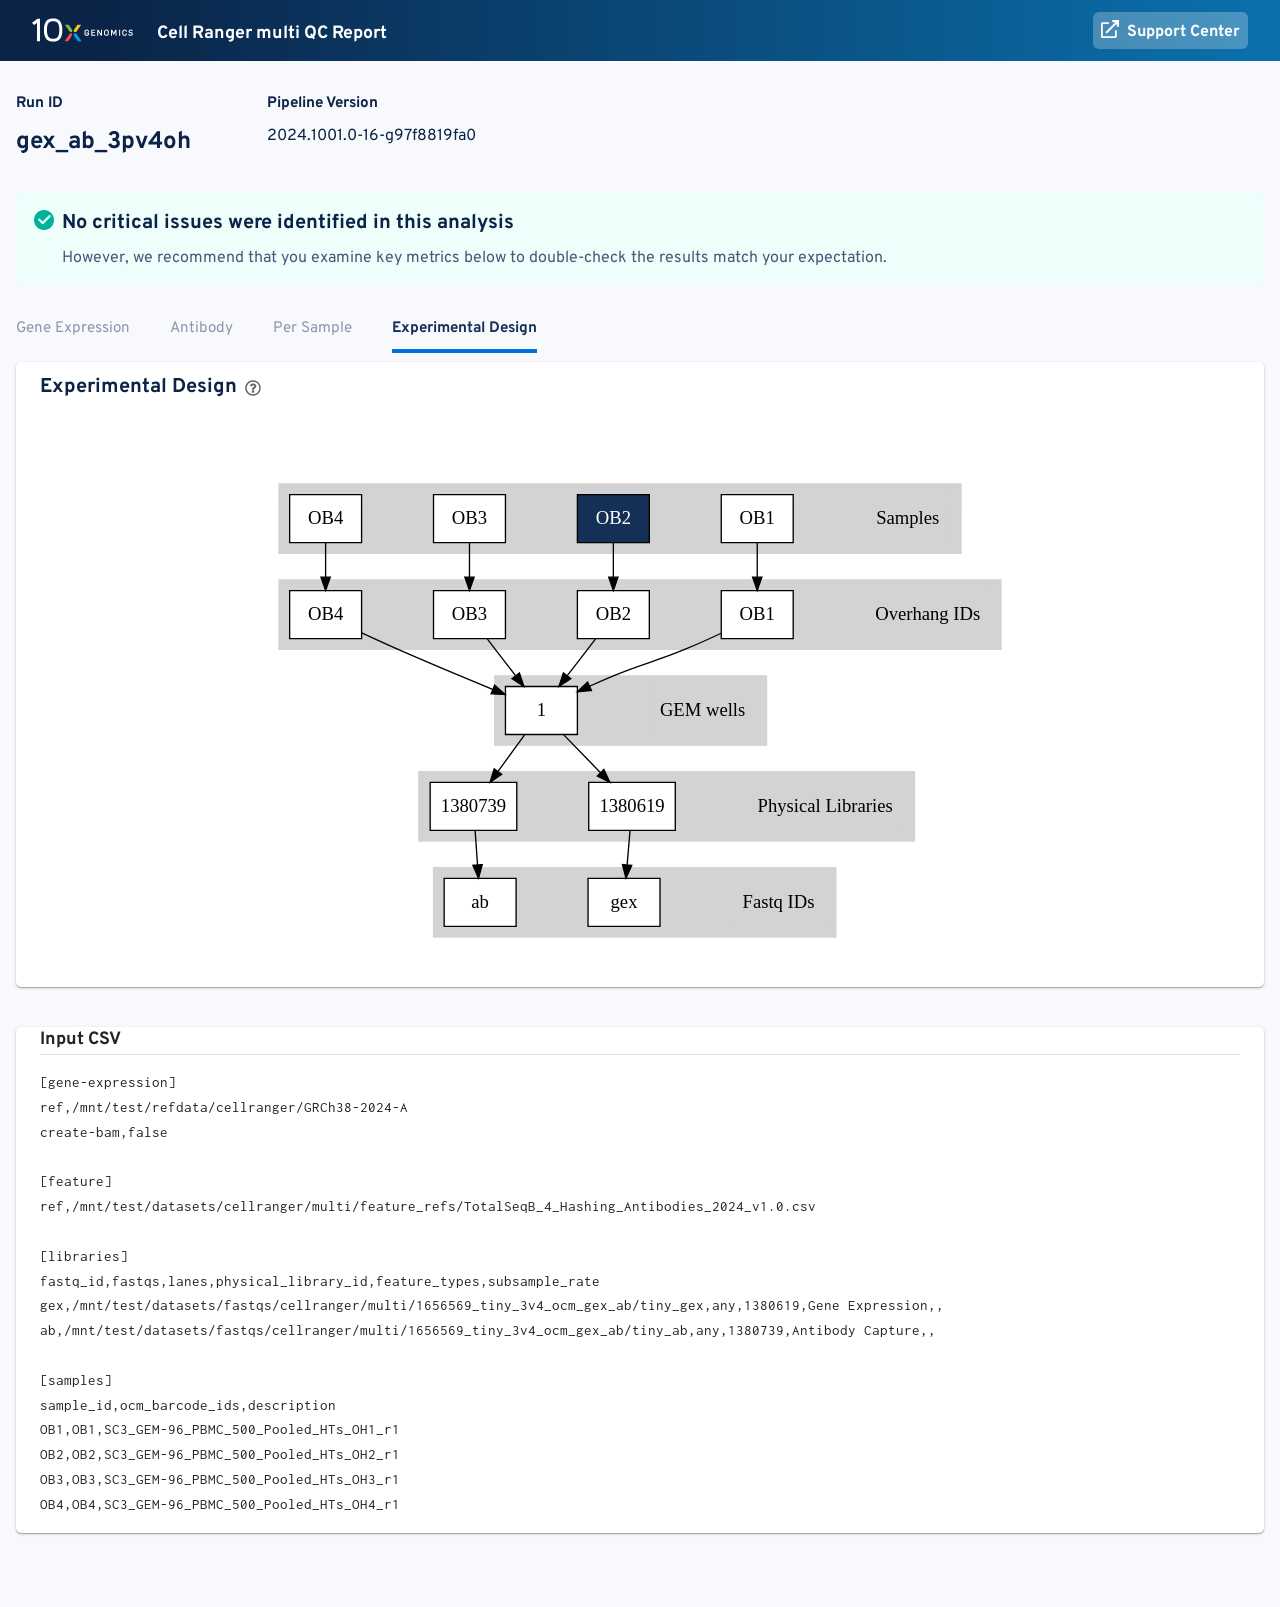 10x GENOMICS Cell Ranger multi QC Report Support Center
Run ID Pipeline Version
gex_ab_3pv4oh 2024.1001.0-16-g97f8819fa0
No critical issues were identified in this analysis
However, we recommend that you examine key metrics below to double-check the results match your expectation.
Gene Expression Antibody Per Sample Experimental Design
Experimental Design ?
OB4 OB3 OB2 OB1 Samples
OB4 OB3 OB2 OB1 Overhang IDs
1 GEM wells
1380739 1380619 Physical Libraries
ab gex Fastq IDs
Input CSV
[gene-expression]
ref,/mnt/test/refdata/cellranger/GRCh38-2024-A
create-bam,false
[feature]
ref,/mnt/test/datasets/cellranger/multi/feature_refs/TotalSeqB_4_Hashing_Antibodies_2024_v1.0.csv
[libraries]
fastq_id,fastqs,lanes,physical_library_id,feature_types,subsample_rate
gex,/mnt/test/datasets/fastqs/cellranger/multi/1656569_tiny_3v4_ocm_gex_ab/tiny_gex,any,1380619,Gene Expression,,
ab,/mnt/test/datasets/fastqs/cellranger/multi/1656569_tiny_3v4_ocm_gex_ab/tiny_ab,any,1380739,Antibody Capture,,
[samples]
sample_id,ocm_barcode_ids,description
OB1,OB1,SC3_GEM-96_PBMC_500_Pooled_HTs_OH1_r1
OB2,OB2,SC3_GEM-96_PBMC_500_Pooled_HTs_OH2_r1
OB3,OB3,SC3_GEM-96_PBMC_500_Pooled_HTs_OH3_r1
OB4,OB4,SC3_GEM-96_PBMC_500_Pooled_HTs_OH4_r1